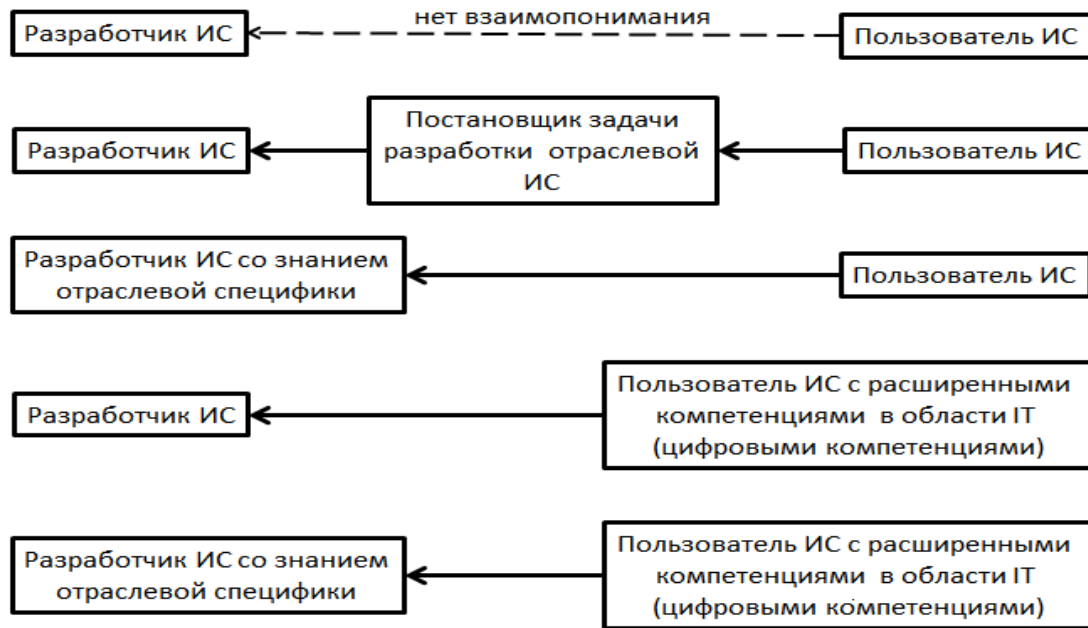 нет взаимопонимания
Разработчик ИС
Пользователь ИС
Постановщик задачи
разработки отраслевой
ИС
Разработчик ИС
Пользователь ИС
Разработчик ИС со знанием
отраслевой специфики
Пользователь ИС
Разработчик ИС
Пользователь ИС с расширенными
компетенциями в области IT
(цифровыми компетенциями)
Разработчик ИС со знанием
отраслевой специфики
Пользователь ИС с расширенными
компетенциями в области IT
(цифровыми компетенциями)